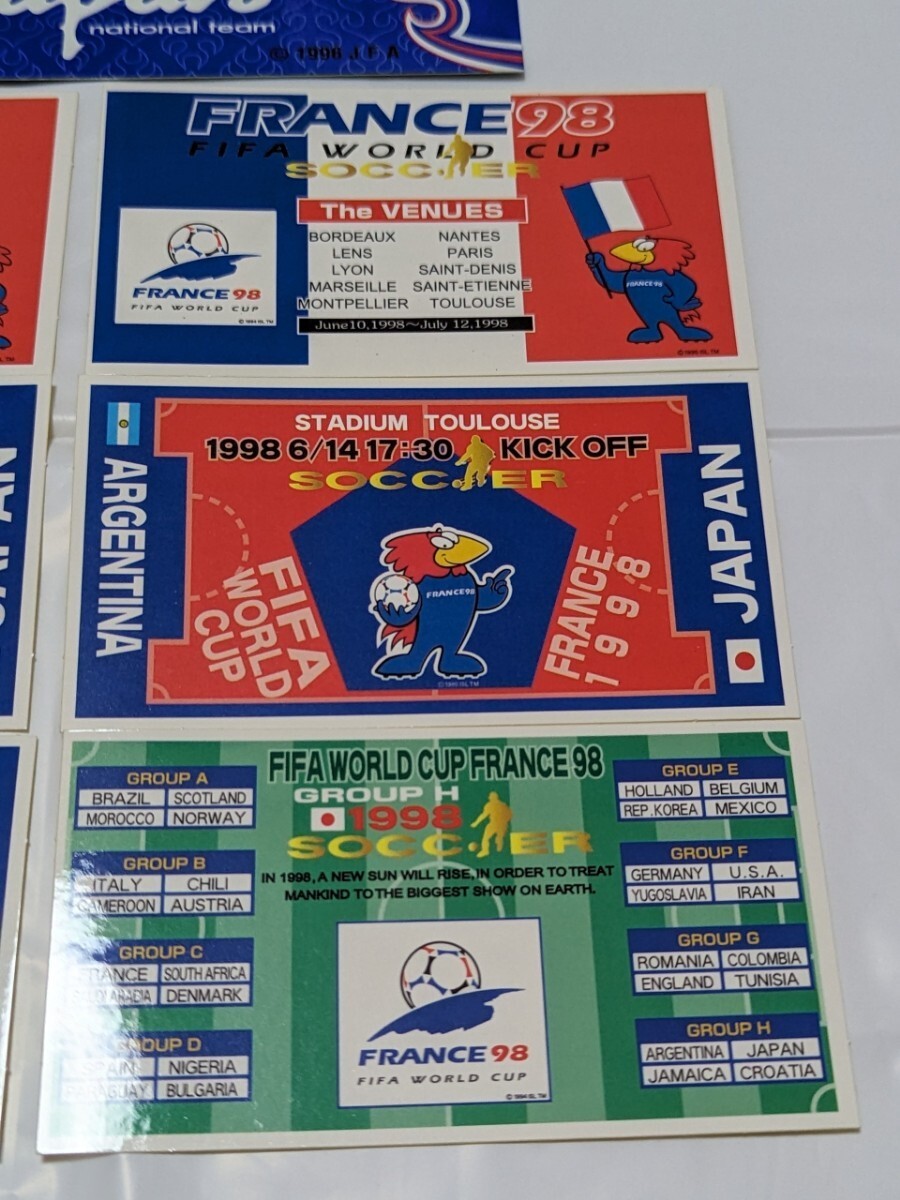 national team
© 1998 J F A
FRANCE 98
FIFA WORLD CUP
SOCCER
The VENUES
BORDEAUX NANTES
LENS PARIS
LYON SAINT-DENIS
MARSEILLE SAINT-ETIENNE
MONTPELLIER TOULOUSE
June10,1998～July 12,1998
FRANCE 98
FIFA WORLD CUP
FRANCE98
STADIUM TOULOUSE
1998 6/14 17:30 KICK OFF
SOCCER
ARGENTINA
JAPAN
FIFA
WORLD
CUP
FRANCE98
FRANCE
1998
FIFA WORLD CUP FRANCE 98
GROUP H
1998
SOCCER
IN 1998, A NEW SUN WILL RISE, IN ORDER TO TREAT
MANKIND TO THE BIGGEST SHOW ON EARTH.
GROUP A
BRAZIL SCOTLAND
MOROCCO NORWAY
GROUP B
ITALY CHILI
CAMEROON AUSTRIA
GROUP C
FRANCE SOUTH AFRICA
DENMARK
GROUP D
SPAIN NIGERIA
PARAGUAY BULGARIA
GROUP E
HOLLAND BELGIUM
REP.KOREA MEXICO
GROUP F
GERMANY U.S.A.
YUGOSLAVIA IRAN
GROUP G
ROMANIA COLOMBIA
ENGLAND TUNISIA
GROUP H
ARGENTINA JAPAN
JAMAICA CROATIA
FRANCE 98
FIFA WORLD CUP